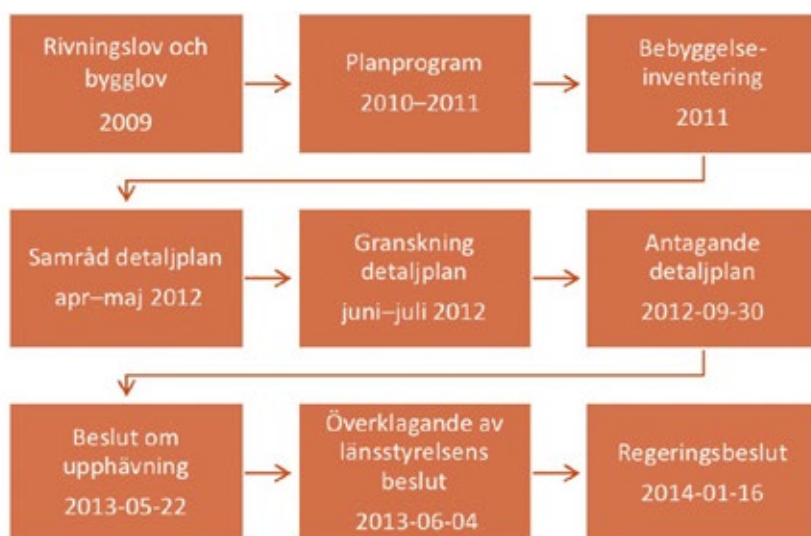 Rivningslov och
bygglov
2009
Planprogram
2010–2011
Bebyggelse-
inventering
2011
Samråd detaljplan
apr–maj 2012
Granskning
detaljplan
juni–juli 2012
Antagande
detaljplan
2012-09-30
Beslut om
upphävning
2013-05-22
Överklagande av
länsstyrelsens
beslut
2013-06-04
Regeringsbeslut
2014-01-16